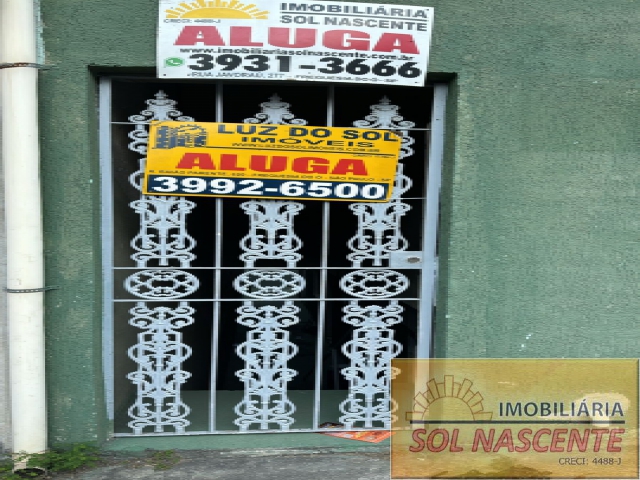 IMOBILIÁRIA
SOL NASCENTE
CRECI: 4488-J
ALUGA
www.imobiliariasolnascente.com.br
3931-3666
LUZ DO SOL
IMÓVEIS
ALUGA
3992-6500
IMOBILIÁRIA
SOL NASCENTE
CRECI: 4488-J